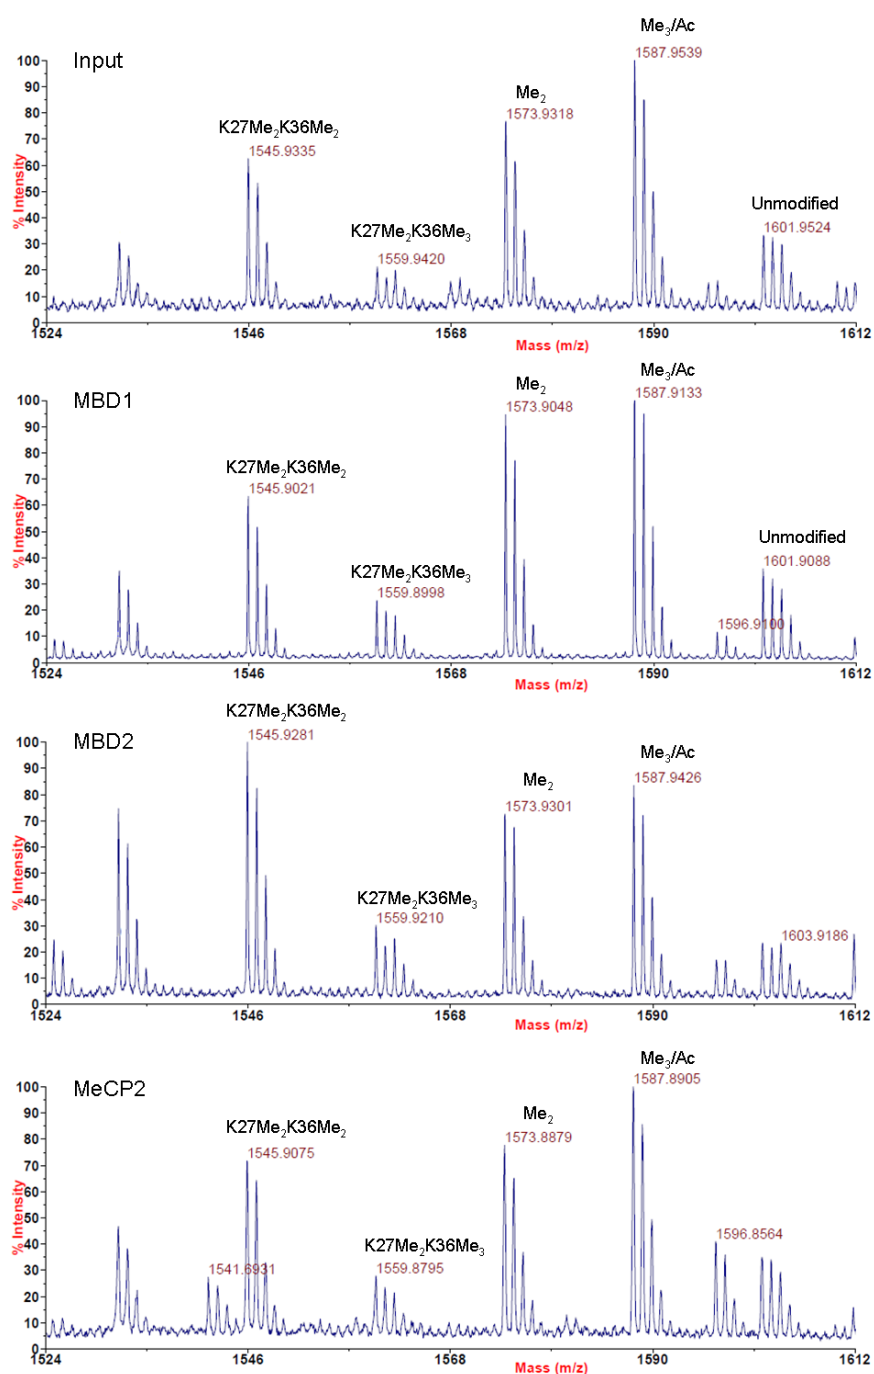 Input
% Intensity
100
90
80
70
60
50
40
30
20
10
0
K27Me₂K36Me₂
1545.9335
K27Me₂K36Me₃
1559.9420
Me₂
1573.9318
Me₃/Ac
1587.9539
Unmodified
1601.9524
1524 1546 1568 1590 1612
Mass (m/z)
MBD1
% Intensity
100
90
80
70
60
50
40
30
20
10
0
K27Me₂K36Me₂
1545.9021
K27Me₂K36Me₃
1559.8998
Me₂
1573.9048
Me₃/Ac
1587.9133
1596.9100
Unmodified
1601.9088
1524 1546 1568 1590 1612
Mass (m/z)
MBD2
% Intensity
100
90
80
70
60
50
40
30
20
10
0
K27Me₂K36Me₂
1545.9281
K27Me₂K36Me₃
1559.9210
Me₂
1573.9301
Me₃/Ac
1587.9426
1603.9186
1524 1546 1568 1590 1612
Mass (m/z)
MeCP2
% Intensity
100
90
80
70
60
50
40
30
20
10
0
1541.6931
K27Me₂K36Me₂
1545.9075
K27Me₂K36Me₃
1559.8795
Me₂
1573.8879
Me₃/Ac
1587.8905
1596.8564
1524 1546 1568 1590 1612
Mass (m/z)